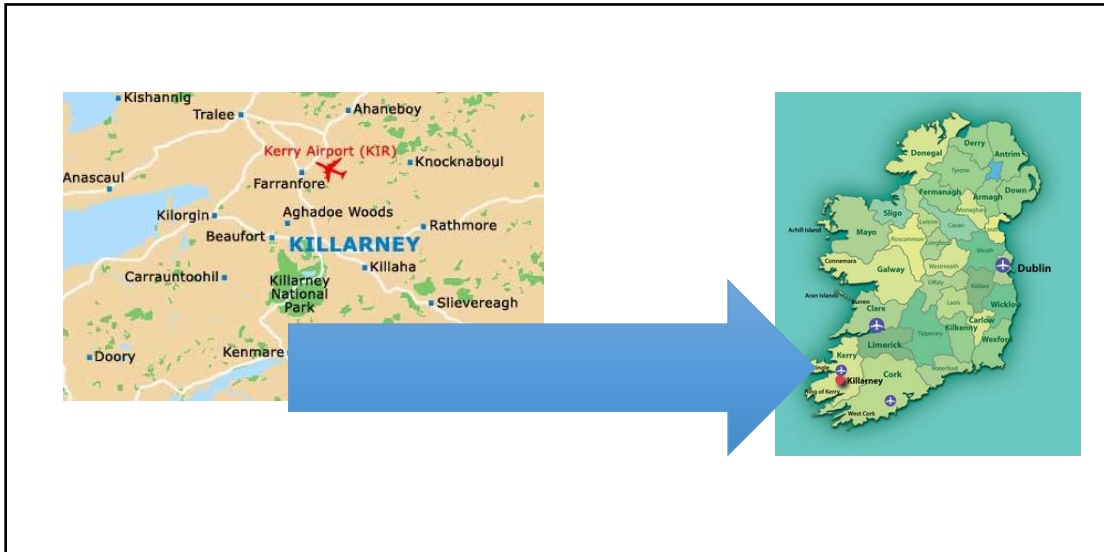 Kishannig
Tralee
Ahaneboy
Kerry Airport (KIR)
Knocknaboul
Farranfore
Anascaul
Kilorgin
Aghadoe Woods
Rathmore
Beaufort
KILLARNEY
Killaha
Carrauntoohil
Killarney
National
Park
Slievereagh
Doory
Kenmare
Donegal
Derry
Antrim
Tyrone
Fermanagh
Armagh
Down
Monaghan
Sligo
Leitrim
Cavan
Achill Island
Mayo
Roscommon
Longford
Meath
Connemara
Galway
Westmeath
Dublin
Offaly
Kildare
Aran Islands
Burren
Laois
Wicklow
Clare
Carlow
Tipperary
Kilkenny
Limerick
Wexford
Kerry
Waterford
Cork
Killarney
Ring of Kerry
West Cork